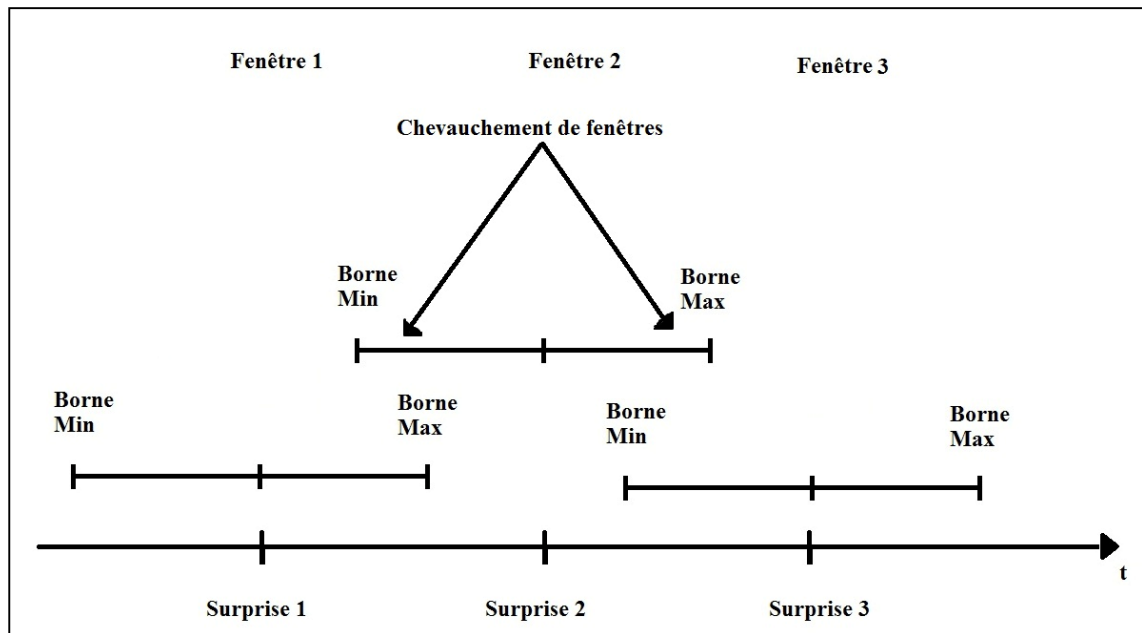 Fenêtre 1
Fenêtre 2
Fenêtre 3
Chevauchement de fenêtres
Borne
Min
Borne
Max
Borne
Min
Borne
Max
Borne
Min
Borne
Max
t
Surprise 1
Surprise 2
Surprise 3